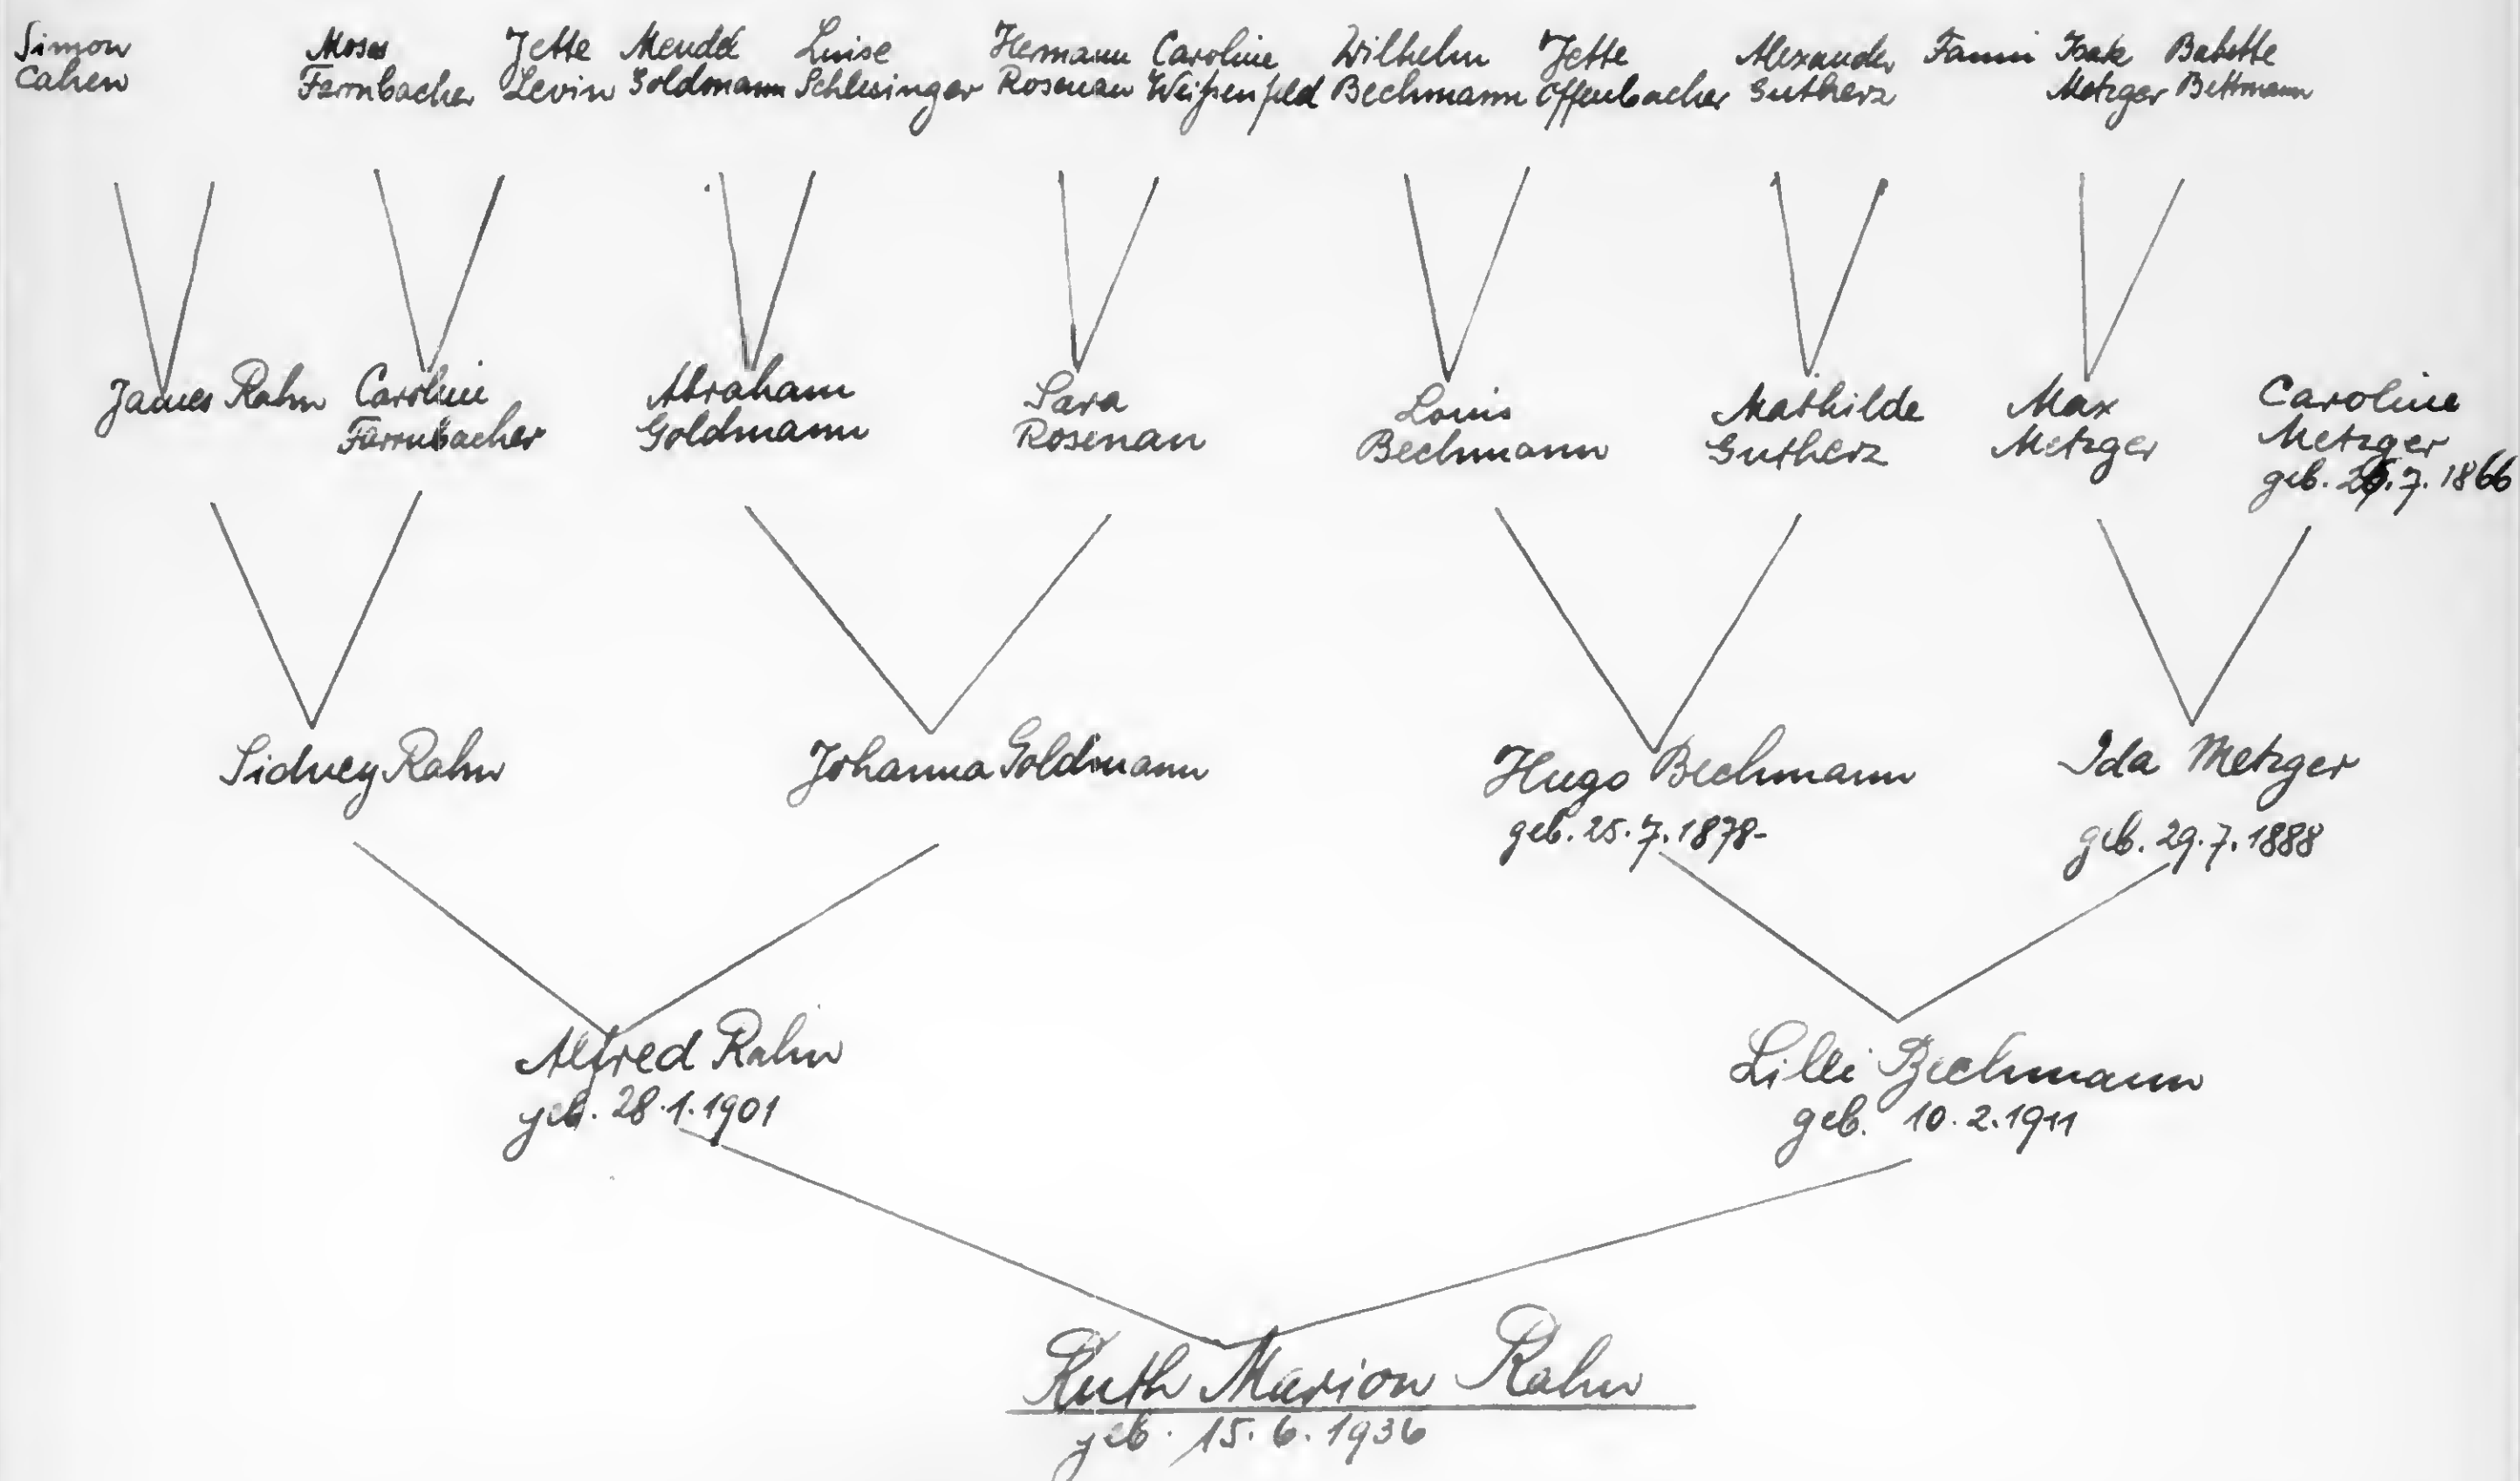 Simon
Cahen
Moses
Farrnbacher
Jette
Levin
Mendel
Goldmann
Luise
Schlesinger
Hermann
Rosenau
Caroline
Weißenfeld
Wilhelm
Bechmann
Jette
Offenbacher
Alexander
Gutherz
Fanni
Isak
Metzger
Babette
Bettmann
James Rahn
Caroline
Farrnbacher
Abraham
Goldmann
Sara
Rosenau
Louis
Bechmann
Mathilde
Gutherz
Max
Metzger
Caroline
Metzger
geb. 7. 1866
Sidney Rahn
Johanna Goldmann
Hugo Bechmann
geb. 25. 7. 1878-
Ida Metzger
geb. 29. 7. 1888
Alfred Rahn
geb. 28. 1. 1901
Lilli Bechmann
geb. 10. 2. 1911
Ruth Marion Rahn
geb. 15. 6. 1936